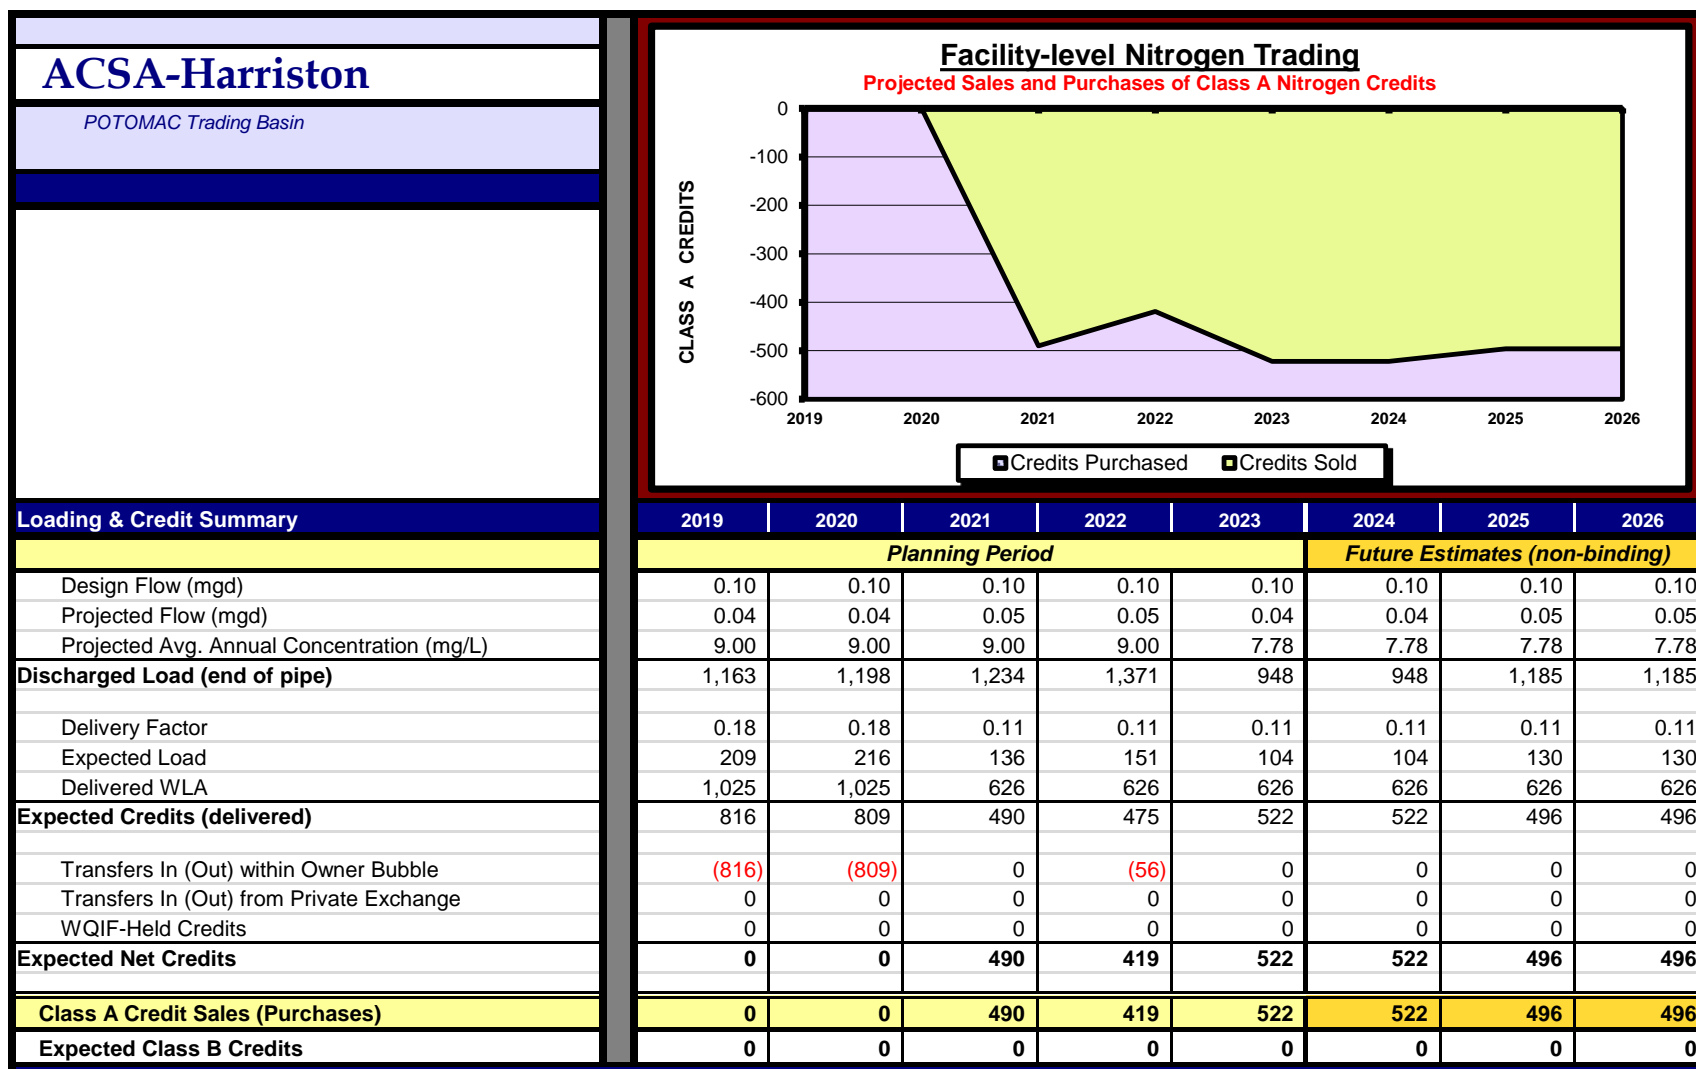 ACSA-Harriston
POTOMAC Trading Basin
Facility-level Nitrogen Trading
Projected Sales and Purchases of Class A Nitrogen Credits
CLASS A CREDITS
0
-100
-200
-300
-400
-500
-600
2019 2020 2021 2022 2023 2024 2025 2026
Credits Purchased Credits Sold
Loading & Credit Summary 2019 2020 2021 2022 2023 2024 2025 2026
Planning Period Future Estimates (non-binding)
Design Flow (mgd) 0.10 0.10 0.10 0.10 0.10 0.10 0.10 0.10
Projected Flow (mgd) 0.04 0.04 0.05 0.05 0.04 0.04 0.05 0.05
Projected Avg. Annual Concentration (mg/L) 9.00 9.00 9.00 9.00 7.78 7.78 7.78 7.78
Discharged Load (end of pipe) 1,163 1,198 1,234 1,371 948 948 1,185 1,185
Delivery Factor 0.18 0.18 0.11 0.11 0.11 0.11 0.11 0.11
Expected Load 209 216 136 151 104 104 130 130
Delivered WLA 1,025 1,025 626 626 626 626 626 626
Expected Credits (delivered) 816 809 490 475 522 522 496 496
Transfers In (Out) within Owner Bubble (816) (809) 0 (56) 0 0 0 0
Transfers In (Out) from Private Exchange 0 0 0 0 0 0 0 0
WQIF-Held Credits 0 0 0 0 0 0 0 0
Expected Net Credits 0 0 490 419 522 522 496 496
Class A Credit Sales (Purchases) 0 0 490 419 522 522 496 496
Expected Class B Credits 0 0 0 0 0 0 0 0